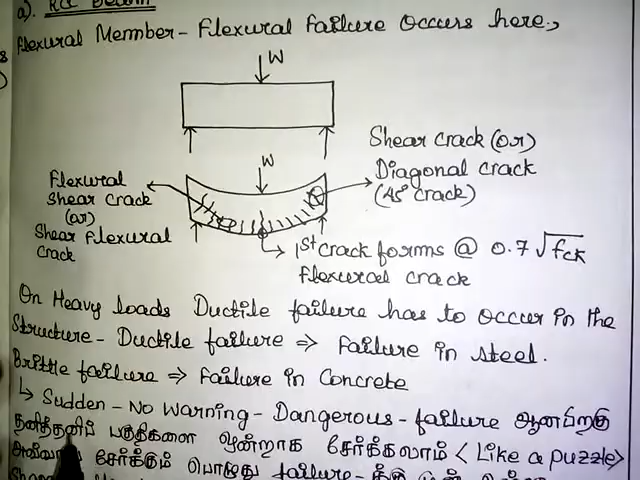 a). RCC Beam
Flexural Member - Flexural Failure Occurs here,
W
Shear crack (or)
Diagonal crack
(45° crack)
W
Flexural
Shear crack
(or)
Shear Flexural
Crack
1st crack forms @ 0.7 √fck
Flexural crack
On Heavy loads Ductile failure has to occur in the
Structure - Ductile failure ⇒ Failure in steel.
Brittle failure ⇒ Failure in Concrete
↳ Sudden - No Warning - Dangerous - failure ஆனபிறகு
தனித்தனிப் பகுதிகளை ஒன்றாக சேர்க்கலாம் < Like a puzzle>
சேர்க்கும் பொழுது failure -